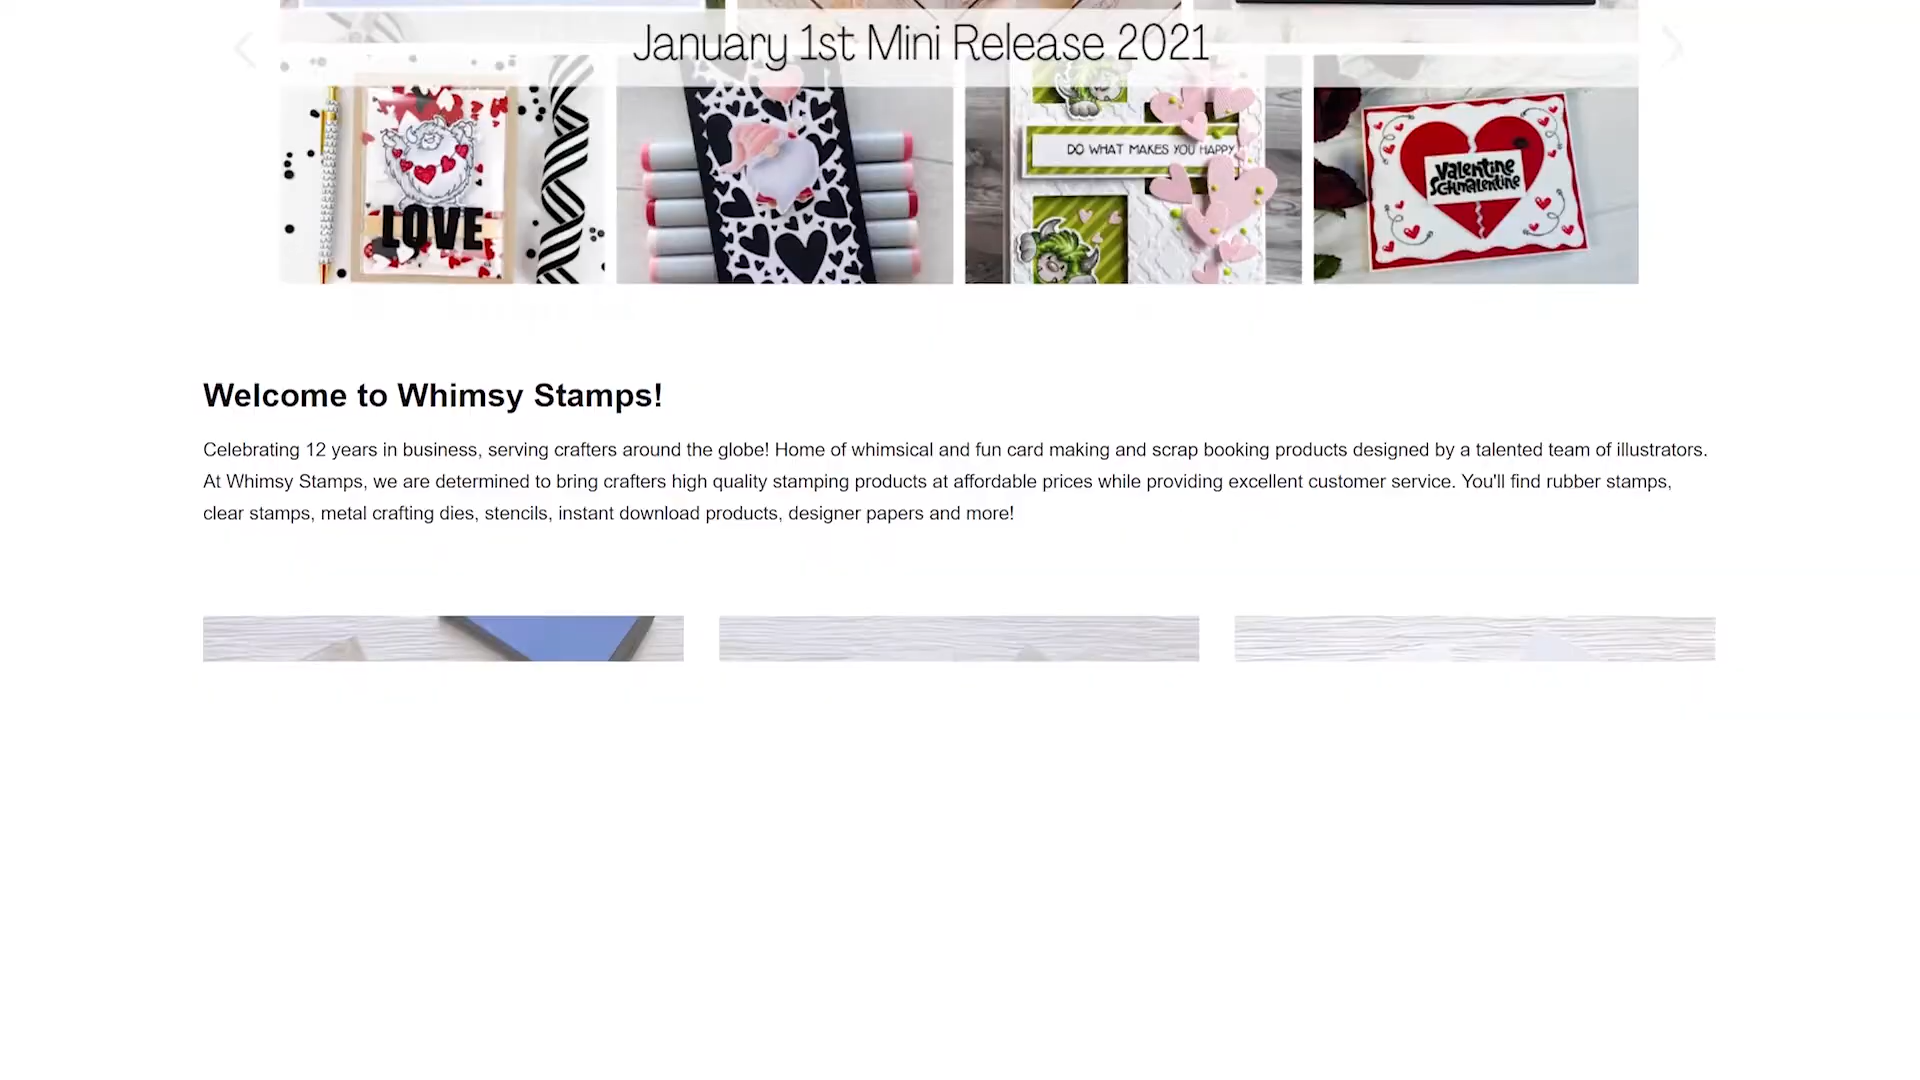 January 1st Mini Release 2021
LOVE
DO WHAT MAKES YOU HAPPY
Valentine
Schmalentine
Welcome to Whimsy Stamps!
Celebrating 12 years in business, serving crafters around the globe! Home of whimsical and fun card making and scrap booking products designed by a talented team of illustrators.
At Whimsy Stamps, we are determined to bring crafters high quality stamping products at affordable prices while providing excellent customer service. You'll find rubber stamps,
clear stamps, metal crafting dies, stencils, instant download products, designer papers and more!